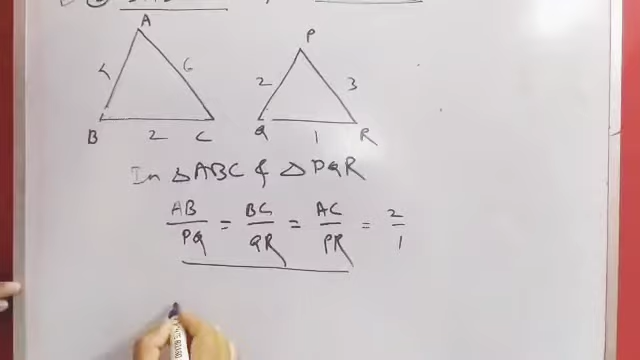 A
P
4 6 2 3
B 2 C Q 1 R
In △ABC & △PQR
AB/PQ = BC/QR = AC/PR = 2/1